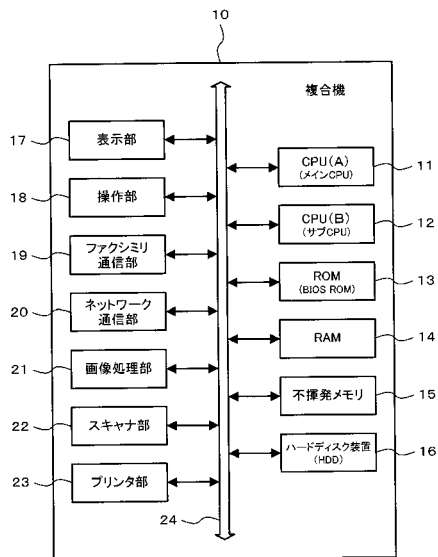 10
複合機
17
表示部
18
操作部
19
ファクシミリ
通信部
20
ネットワーク
通信部
21
画像処理部
22
スキャナ部
23
プリンタ部
24
CPU(A)
(メインCPU)
11
CPU(B)
(サブCPU)
12
ROM
(BIOS ROM)
13
RAM
14
不揮発メモリ
15
ハードディスク装置
(HDD)
16